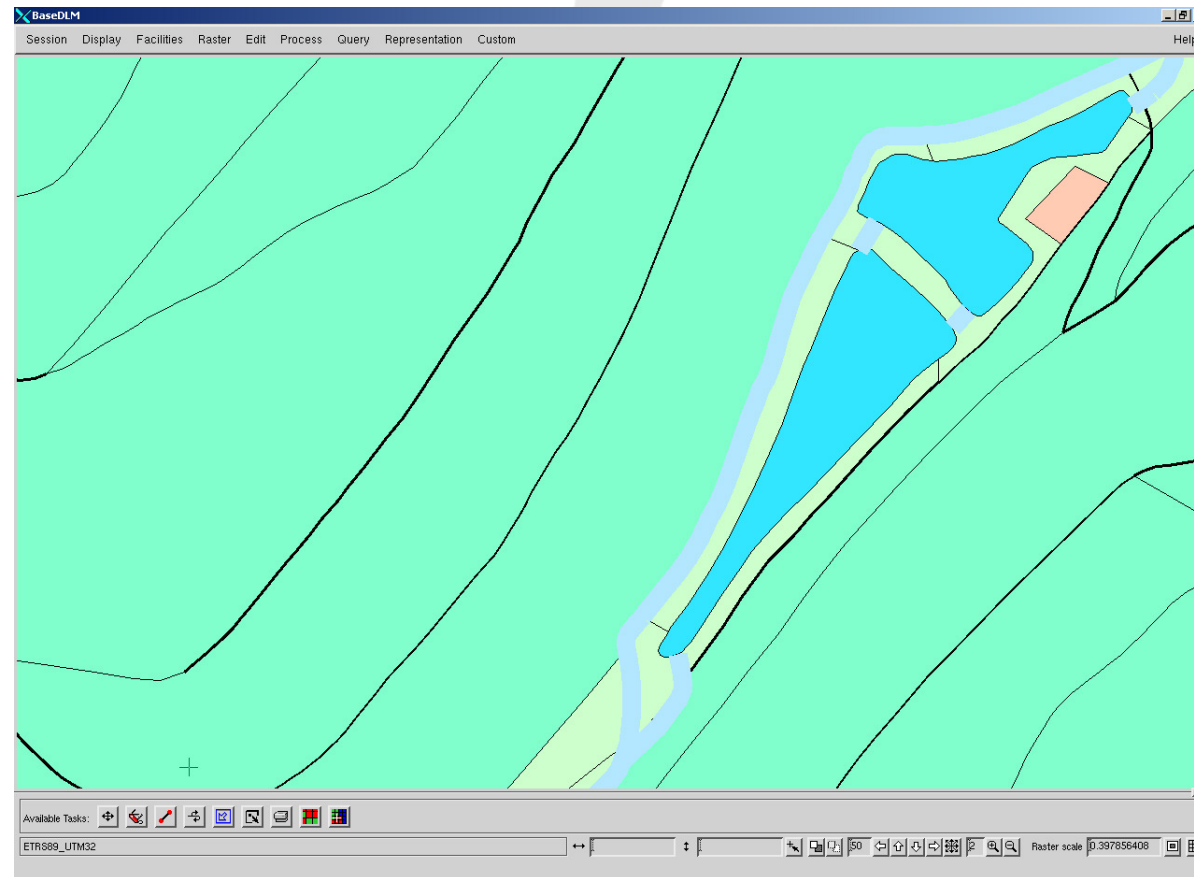 BaseDLM
Session Display Facilities Raster Edit Process Query Representation Custom Help
Available Tasks:
ETRS89_UTM32 50 2 Raster scale 0.397856408